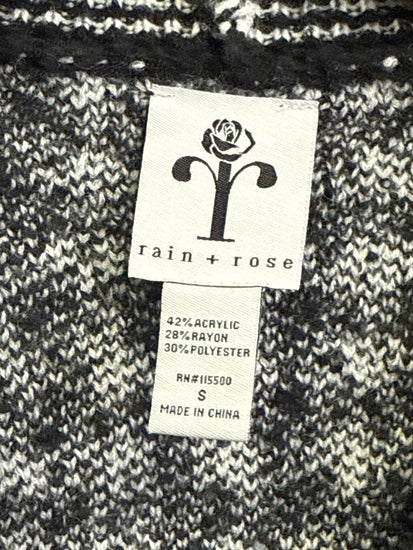 rain + rose
42% ACRYLIC
28% RAYON
30% POLYESTER
RN#115500
S
MADE IN CHINA